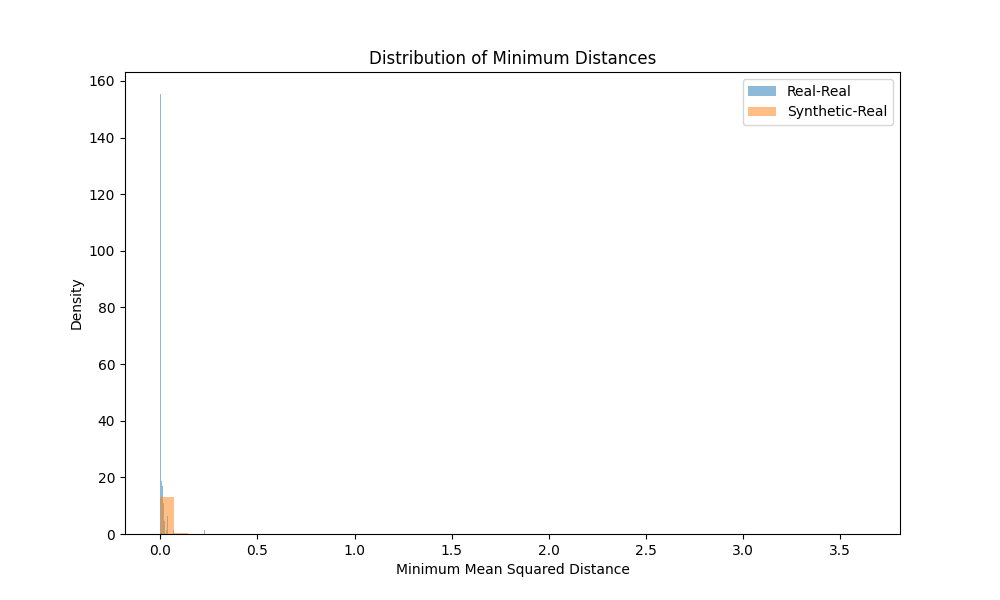 Distribution of Minimum Distances
Real-Real
Synthetic-Real
160
140
120
100
80
60
40
20
0
Density
0.0 0.5 1.0 1.5 2.0 2.5 3.0 3.5
Minimum Mean Squared Distance